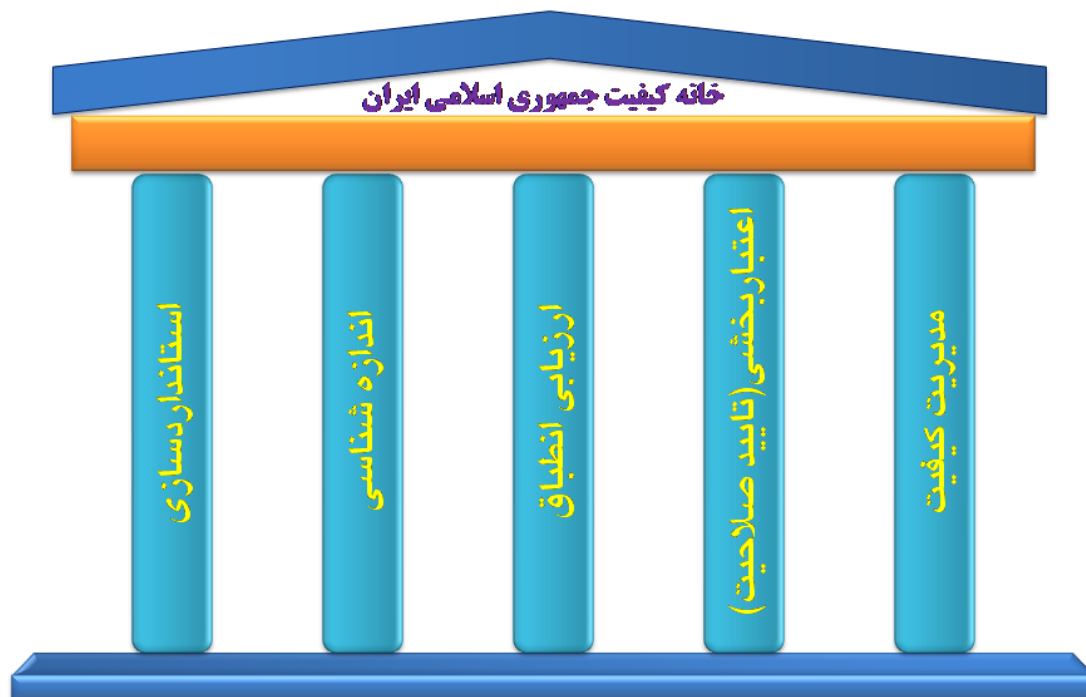 خانه کیفیت جمهوری اسلامی ایران
مدیریت کیفیت
اعتباربخشی(تایید صلاحیت)
ارزیابی انطباق
اندازه شناسی
استانداردسازی